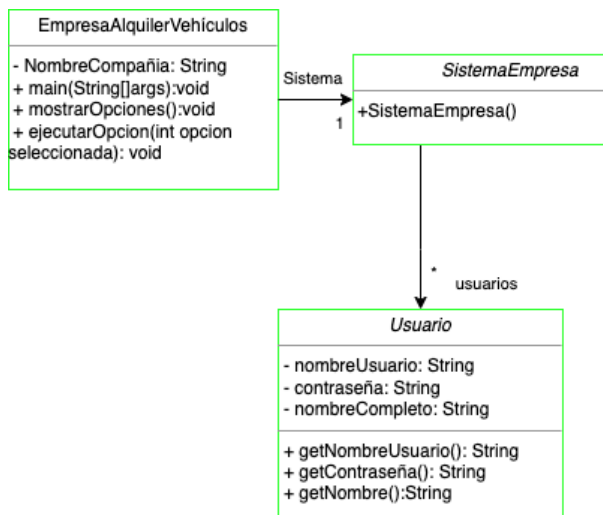 EmpresaAlquilerVehículos
- NombreCompañia: String
+ main(String[]args):void
+ mostrarOpciones():void
+ ejecutarOpcion(int opcion
seleccionada): void
Sistema
1
SistemaEmpresa
+SistemaEmpresa()
*
usuarios
Usuario
- nombreUsuario: String
- contraseña: String
- nombreCompleto: String
+ getNombreUsuario(): String
+ getContraseña(): String
+ getNombre():String